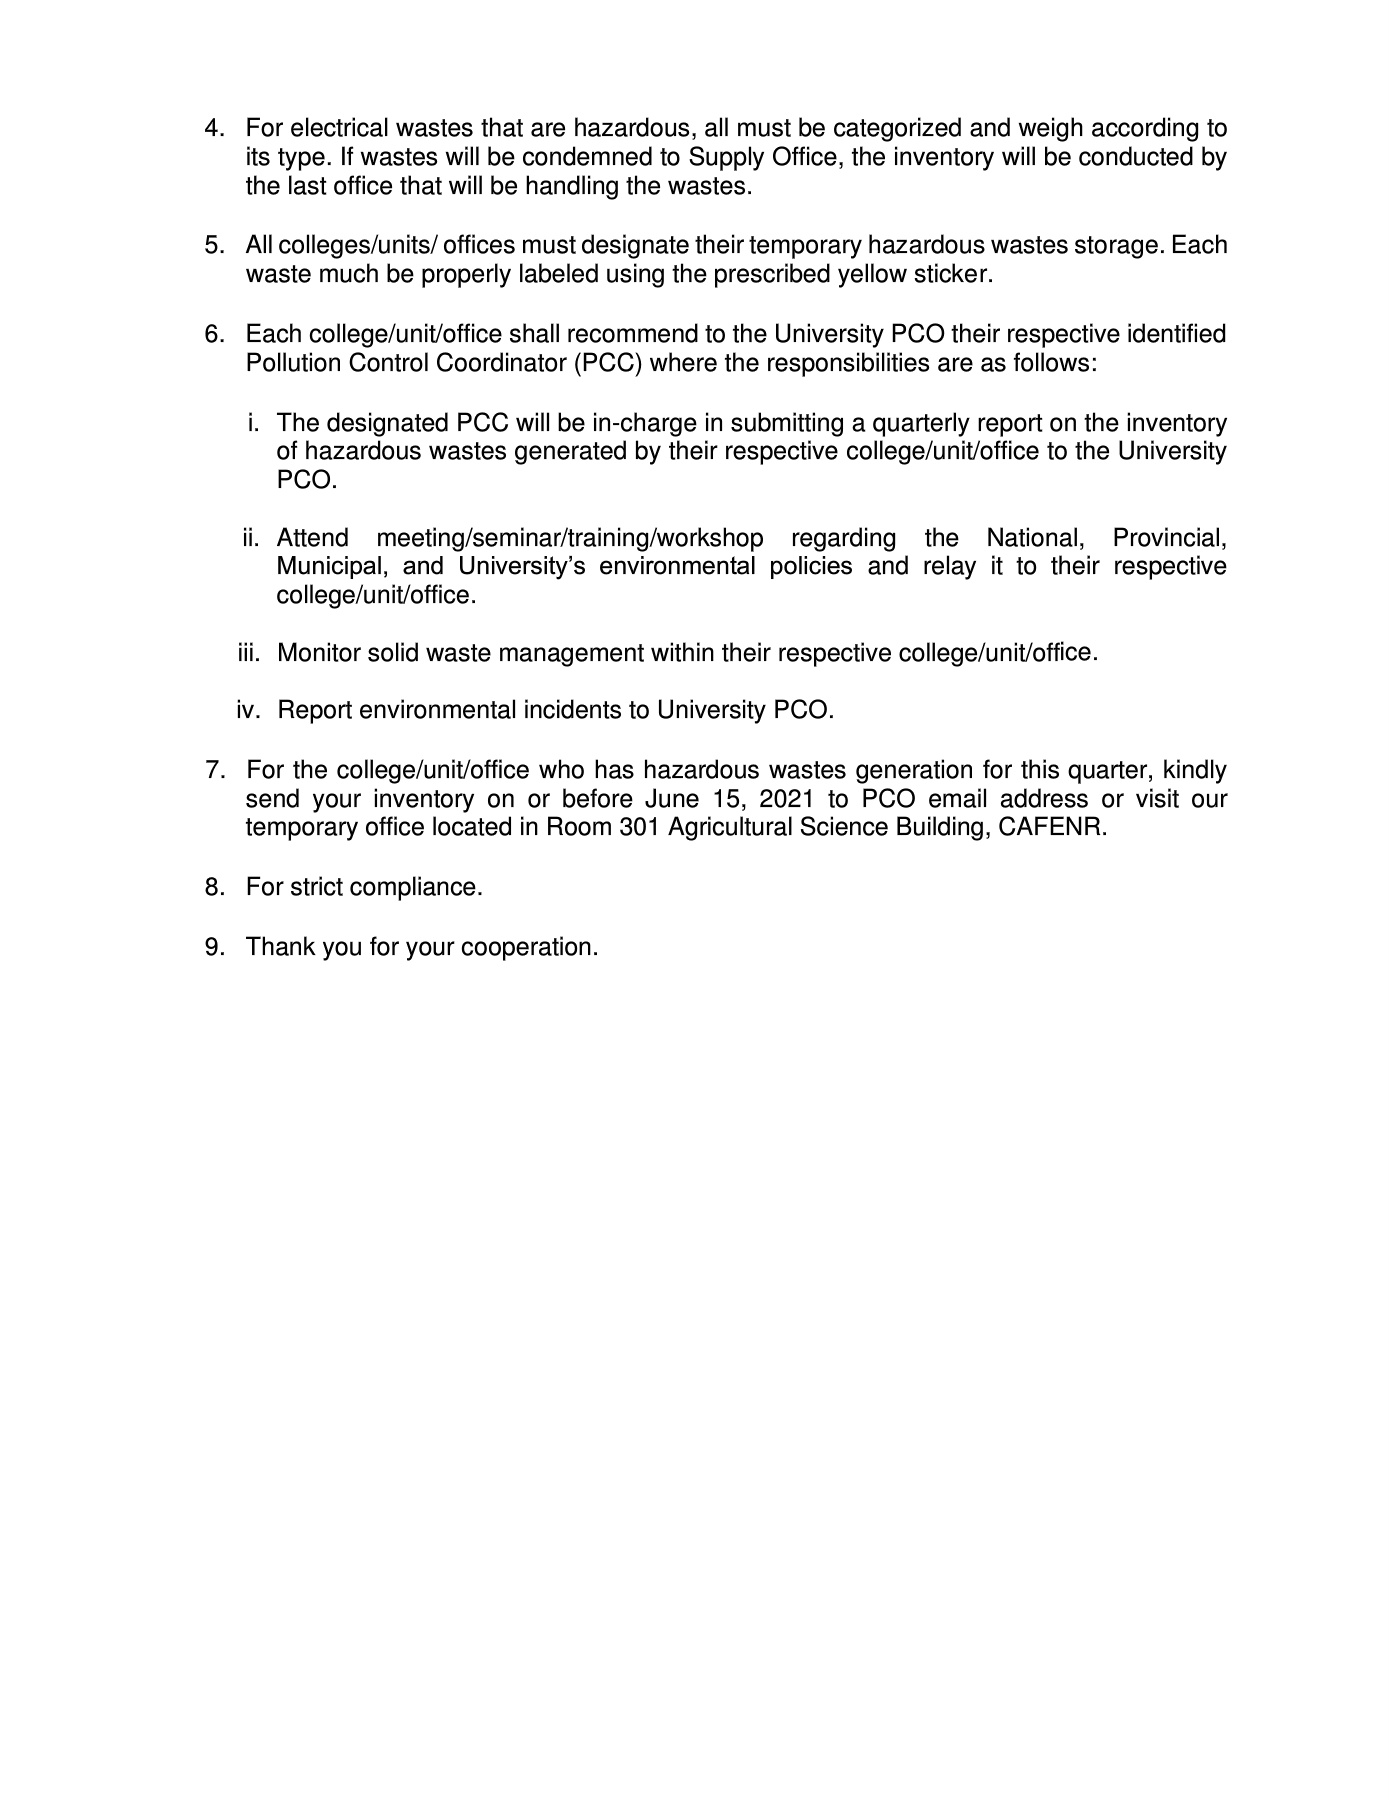 4. For electrical wastes that are hazardous, all must be categorized and weigh according to
its type. If wastes will be condemned to Supply Office, the inventory will be conducted by
the last office that will be handling the wastes.
5. All colleges/units/ offices must designate their temporary hazardous wastes storage. Each
waste much be properly labeled using the prescribed yellow sticker.
6. Each college/unit/office shall recommend to the University PCO their respective identified
Pollution Control Coordinator (PCC) where the responsibilities are as follows:
i. The designated PCC will be in-charge in submitting a quarterly report on the inventory
of hazardous wastes generated by their respective college/unit/office to the University
PCO.
ii. Attend meeting/seminar/training/workshop regarding the National, Provincial,
Municipal, and University’s environmental policies and relay it to their respective
college/unit/office.
iii. Monitor solid waste management within their respective college/unit/office.
iv. Report environmental incidents to University PCO.
7. For the college/unit/office who has hazardous wastes generation for this quarter, kindly
send your inventory on or before June 15, 2021 to PCO email address or visit our
temporary office located in Room 301 Agricultural Science Building, CAFENR.
8. For strict compliance.
9. Thank you for your cooperation.